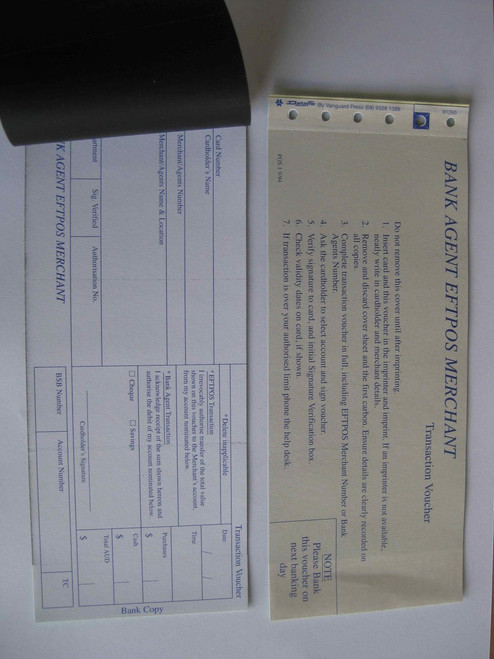 By Vanguard Press (08) 9328 1388
BANK AGENT EFTPOS MERCHANT
Transaction Voucher
Do not remove this cover until after imprinting.
1. Insert card and this voucher in the imprinter and imprint. If an imprinter is not available,
neatly write in cardholder and merchant details.
2. Remove and discard cover sheet and the first carbon. Ensure details are clearly recorded on
all copies.
3. Complete transaction voucher in full, including EFTPOS Merchant Number or Bank
Agents Number.
4. Ask the cardholder to select account and sign voucher.
5. Verify signature to card, and initial Signature Verification box.
6. Check validity dates on card, if shown.
7. If transaction is over your authorised limit phone the help desk.
NOTE
Please Bank
this voucher on
next banking
day
Transaction Voucher
Card Number
Cardholder's Name
Merchant/Agents Number
Merchant/Agents Name & Location
* Delete inapplicable
* EFTPOS Transaction
I irrevocably authorise transfer of the total value
shown on this voucher to the Merchant's account,
from my account nominated below.
* Bank Agent Transaction
I acknowledge receipt of the sum shown hereon and
authorise the debit of my account nominated below.
Cheque
Savings
Cardholder's Signature
Date
/ /
Time
Purchases
$
Cash
$
Total AUD
$
artment
Sig. Verified
Authorisation No.
K AGENT EFTPOS MERCHANT
BSB Number
Account Number
TC
Bank Copy